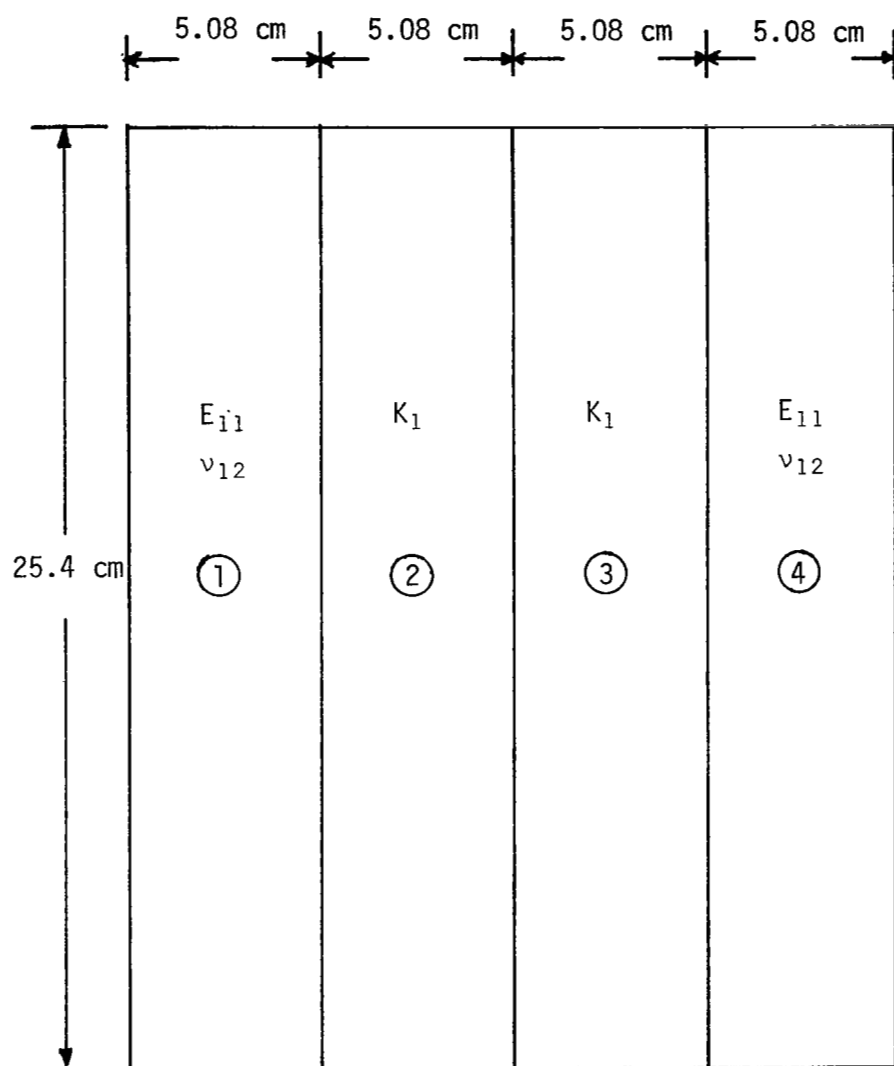 5.08 cm 5.08 cm 5.08 cm 5.08 cm
E₁₁ K₁ K₁ E₁₁
ν₁₂ ν₁₂
25.4 cm 1 2 3 4